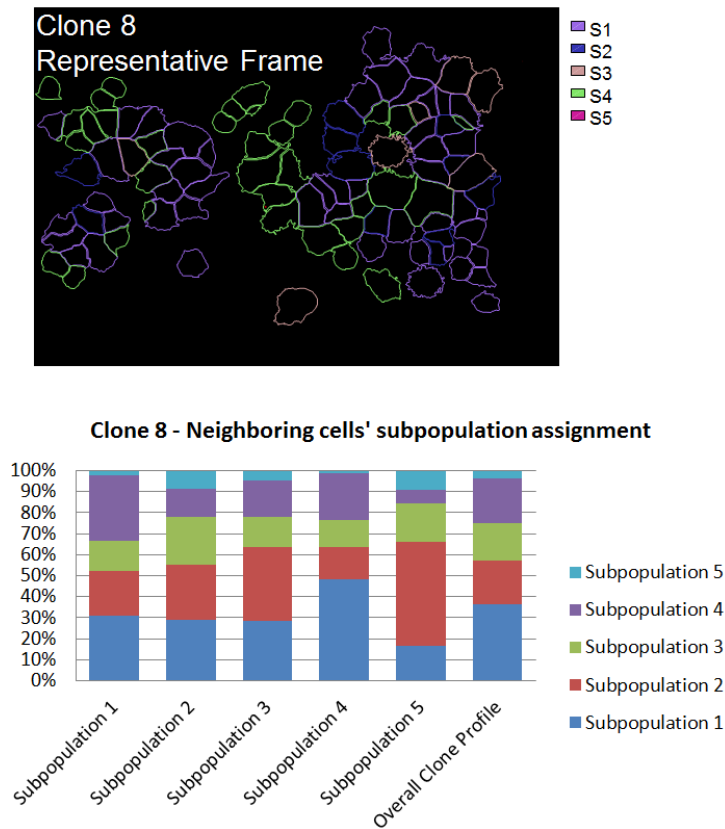 Clone 8
Representative Frame
S1
S2
S3
S4
S5
Clone 8 - Neighboring cells' subpopulation assignment
100%
90%
80%
70%
60%
50%
40%
30%
20%
10%
0%
Subpopulation 1
Subpopulation 2
Subpopulation 3
Subpopulation 4
Subpopulation 5
Overall Clone Profile
Subpopulation 5
Subpopulation 4
Subpopulation 3
Subpopulation 2
Subpopulation 1